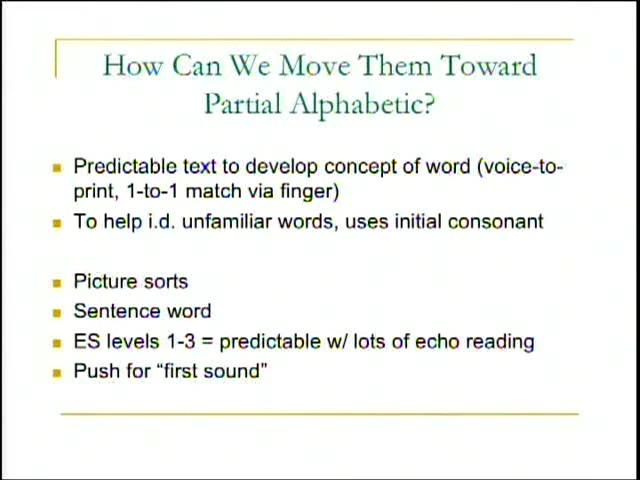 How Can We Move Them Toward
Partial Alphabetic?
Predictable text to develop concept of word (voice-to-
print, 1-to-1 match via finger)
To help i.d. unfamiliar words, uses initial consonant
Picture sorts
Sentence word
ES levels 1-3 = predictable w/ lots of echo reading
Push for “first sound”